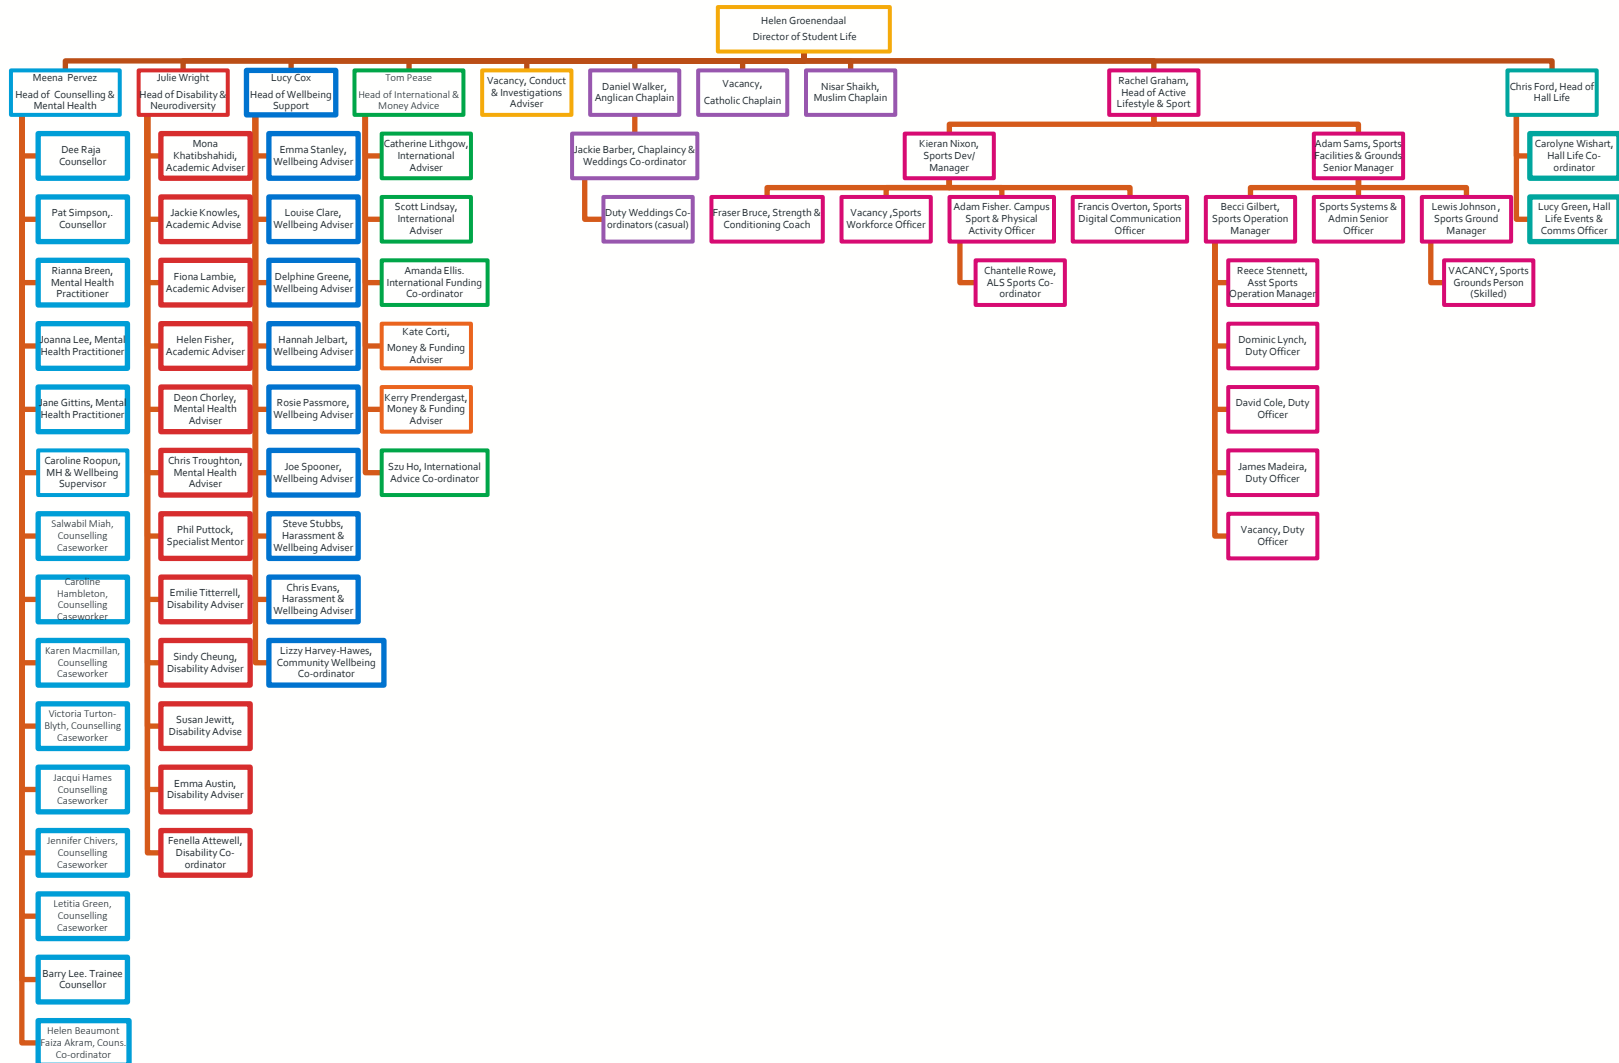 Helen Groenendaal
Director of Student Life
Meena Pervez
Head of Counselling &
Mental Health
Julie Wright
Head of Disability &
Neurodiversity
Lucy Cox
Head of Wellbeing
Support
Tom Pease
Head of International &
Money Advice
Vacancy, Conduct
& Investigations
Adviser
Daniel Walker,
Anglican Chaplain
Vacancy,
Catholic Chaplain
Nisar Shaikh,
Muslim Chaplain
Rachel Graham,
Head of Active
Lifestyle & Sport
Chris Ford, Head of
Hall Life
Dee Raja
Counsellor
Pat Simpson,.
Counsellor
Rianna Breen,
Mental Health
Practitioner
Joanna Lee, Mental
Health Practitioner
Jane Gittins, Mental
Health Practitioner
Caroline Roopun,
MH & Wellbeing
Supervisor
Salwabil Miah,
Counselling
Caseworker
Caroline
Hambleton,
Counselling
Caseworker
Karen Macmillan,
Counselling
Caseworker
Victoria Turton-
Blyth, Counselling
Caseworker
Jacqui Hames
Counselling
Caseworker
Jennifer Chivers,
Counselling
Caseworker
Letitia Green,
Counselling
Caseworker
Barry Lee. Trainee
Counsellor
Helen Beaumont
Faiza Akram, Couns.
Co-ordinator
Mona
Khatibshahidi,
Academic Adviser
Jackie Knowles,
Academic Advise
Fiona Lambie,
Academic Adviser
Helen Fisher,
Academic Adviser
Deon Chorley,
Mental Health
Adviser
Chris Troughton,
Mental Health
Adviser
Phil Puttock,
Specialist Mentor
Emilie Titterrell,
Disability Adviser
Sindy Cheung,
Disability Adviser
Susan Jewitt,
Disability Advise
Emma Austin,
Disability Adviser
Fenella Attewell,
Disability Co-
ordinator
Emma Stanley,
Wellbeing Adviser
Louise Clare,
Wellbeing Adviser
Delphine Greene,
Wellbeing Adviser
Hannah Jelbart,
Wellbeing Adviser
Rosie Passmore,
Wellbeing Adviser
Joe Spooner,
Wellbeing Adviser
Steve Stubbs,
Harassment &
Wellbeing Adviser
Chris Evans,
Harassment &
Wellbeing Adviser
Lizzy Harvey-Hawes,
Community Wellbeing
Co-ordinator
Catherine Lithgow,
International
Adviser
Scott Lindsay,
International
Adviser
Amanda Ellis.
International Funding
Co-ordinator
Kate Corti,
Money & Funding
Adviser
Kerry Prendergast,
Money & Funding
Adviser
Szu Ho, International
Advice Co-ordinator
Jackie Barber, Chaplaincy &
Weddings Co-ordinator
Duty Weddings Co-
ordinators (casual)
Kieran Nixon,
Sports Dev/
Manager
Fraser Bruce, Strength &
Conditioning Coach
Vacancy ,Sports
Workforce Officer
Adam Fisher. Campus
Sport & Physical
Activity Officer
Chantelle Rowe,
ALS Sports Co-
ordinator
Francis Overton, Sports
Digital Communication
Officer
Adam Sams, Sports
Facilities & Grounds
Senior Manager
Becci Gilbert,
Sports Operation
Manager
Reece Stennett,
Asst Sports
Operation Manager
Dominic Lynch,
Duty Officer
David Cole, Duty
Officer
James Madeira,
Duty Officer
Vacancy, Duty
Officer
Sports Systems &
Admin Senior
Officer
Lewis Johnson ,
Sports Ground
Manager
VACANCY, Sports
Grounds Person
(Skilled)
Carolyne Wishart,
Hall Life Co-
ordinator
Lucy Green, Hall
Life Events &
Comms Officer